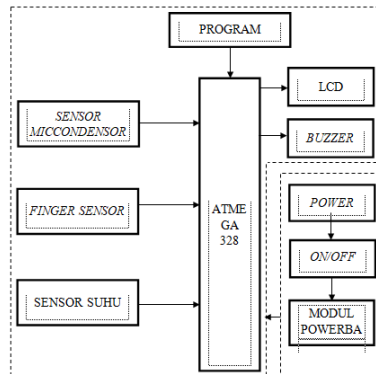 PROGRAM
LCD
SENSOR
MICCONDENSOR
BUZZER
FINGER SENSOR
ATME
GA
328
POWER
ON/OFF
SENSOR SUHU
MODUL
POWERBA